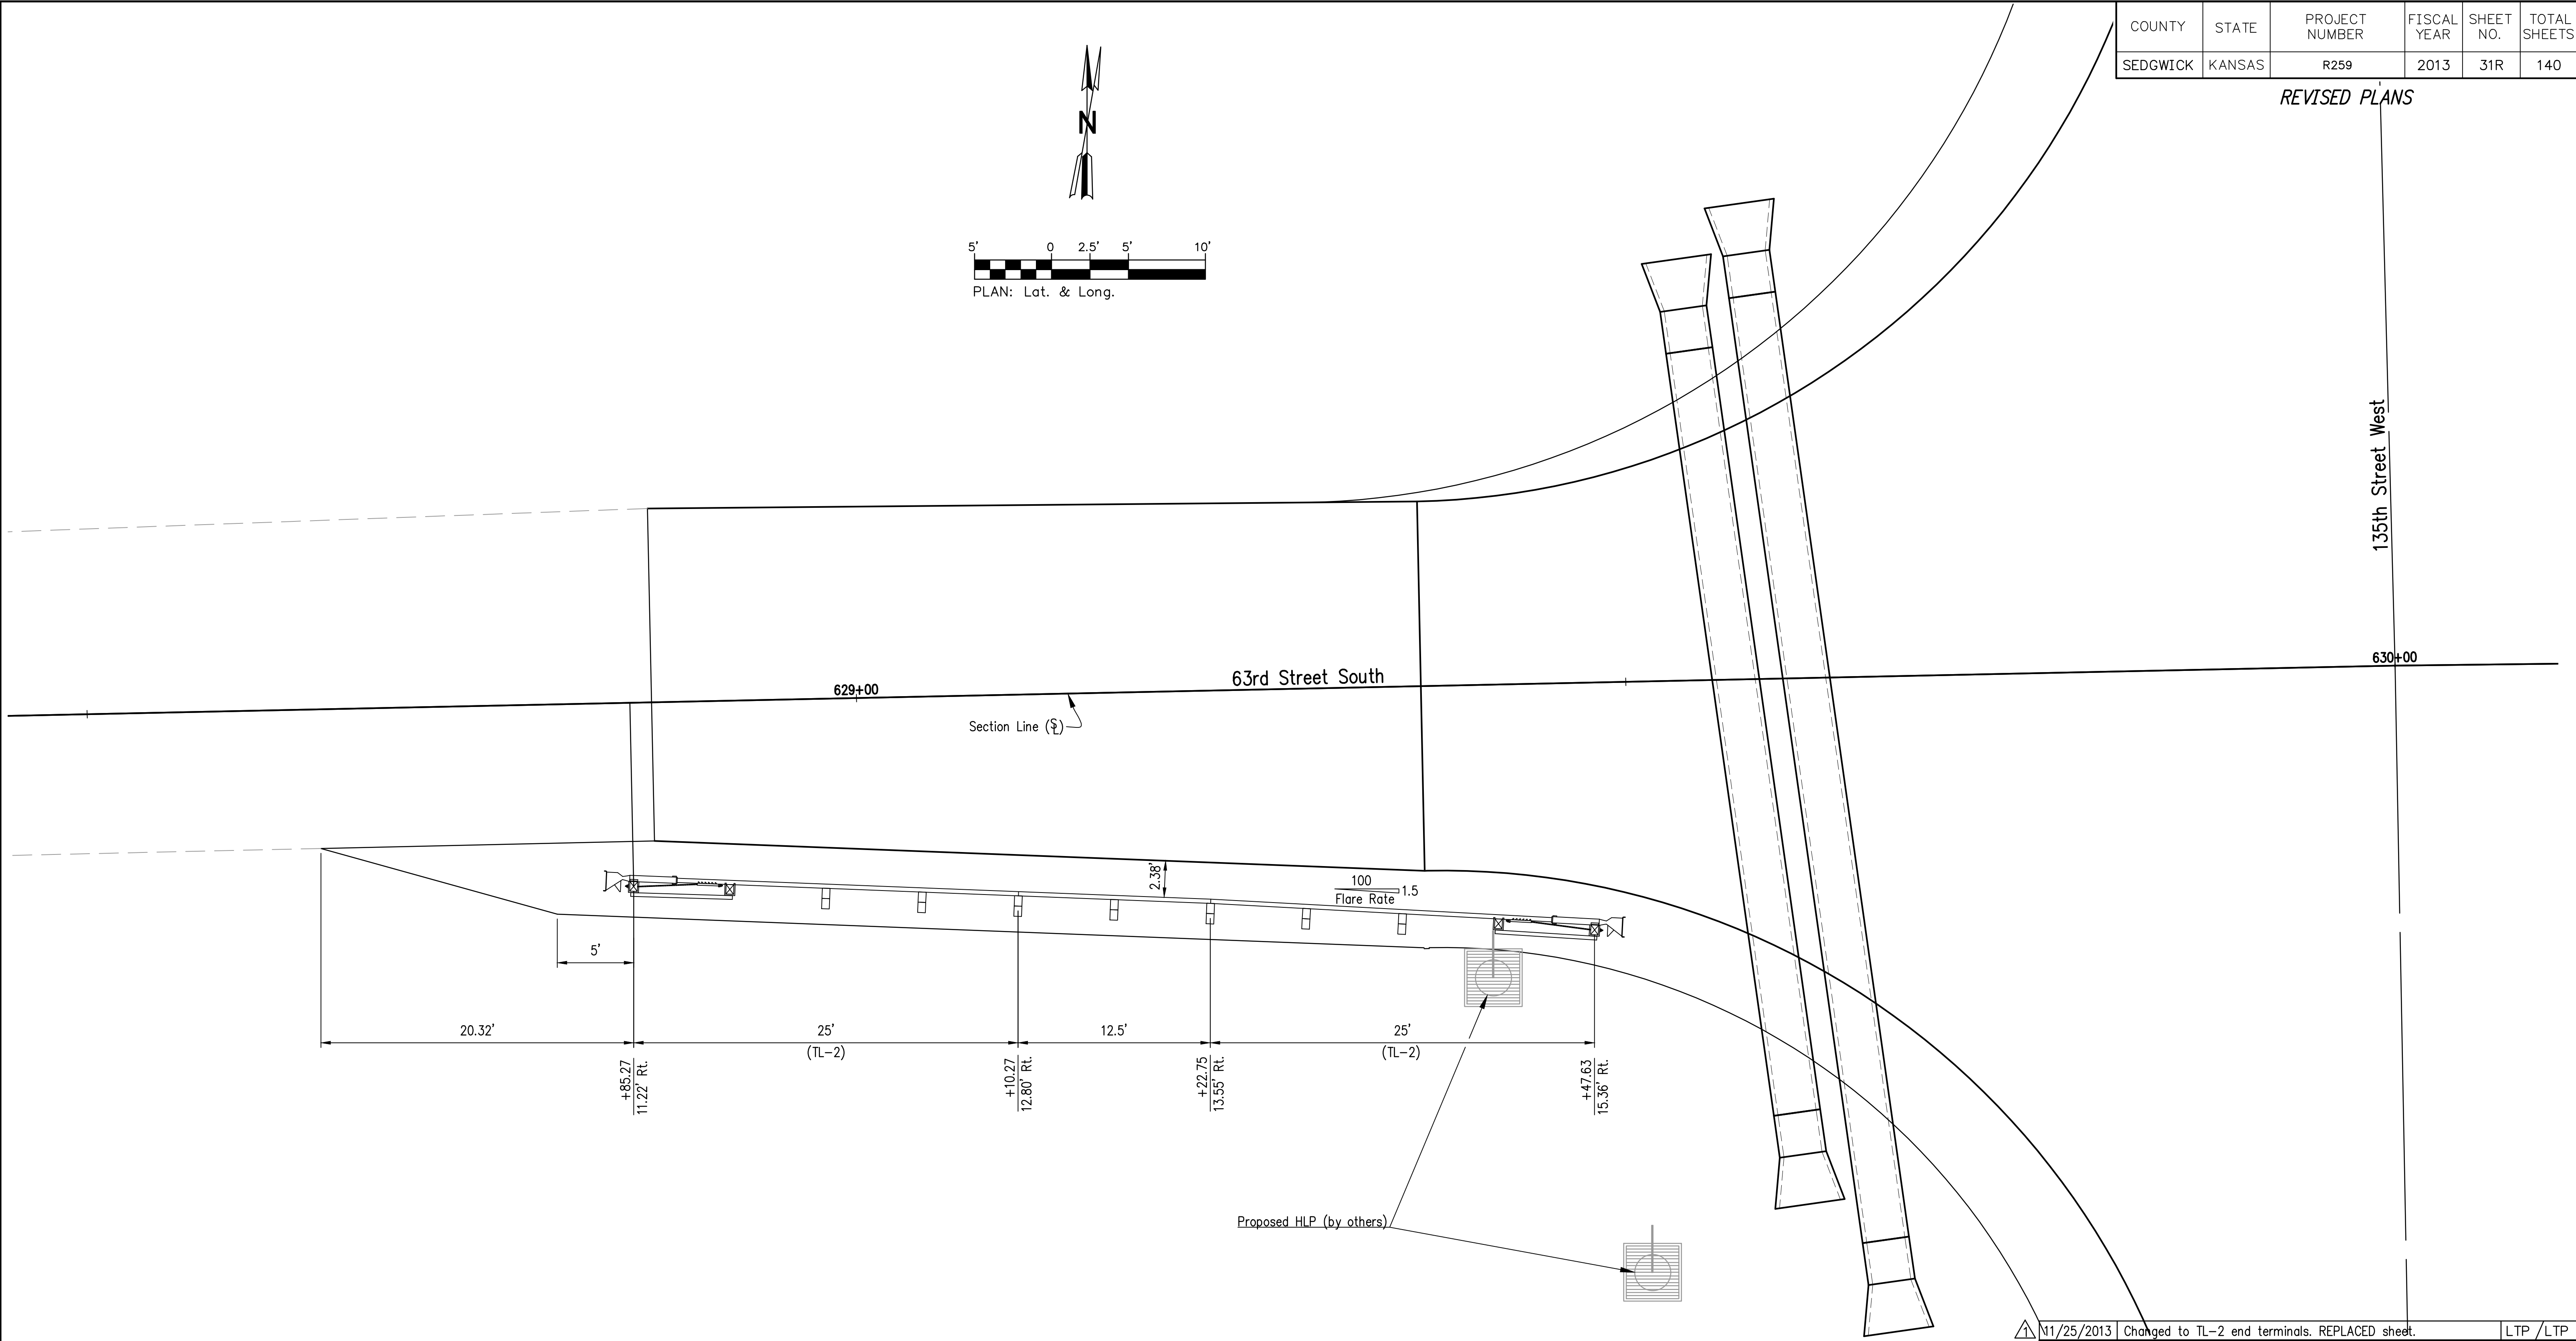 COUNTY STATE PROJECT NUMBER FISCAL YEAR SHEET NO. TOTAL SHEETS
SEDGWICK KANSAS R259 2013 31R 140
REVISED PLANS
N
5' 0 2.5' 5' 10'
PLAN: Lat. & Long.
135th Street West
63rd Street South
629+00
630+00
Section Line (℄)
2.38'
100
1.5
Flare Rate
5'
20.32'
25'
(TL-2)
12.5'
25'
(TL-2)
+85.27
11.22' Rt.
+10.27
12.80' Rt.
+22.75
13.55' Rt.
+47.63
15.36' Rt.
Proposed HLP (by others)
1 11/25/2013 Changed to TL-2 end terminals. REPLACED sheet. LTP / LTP